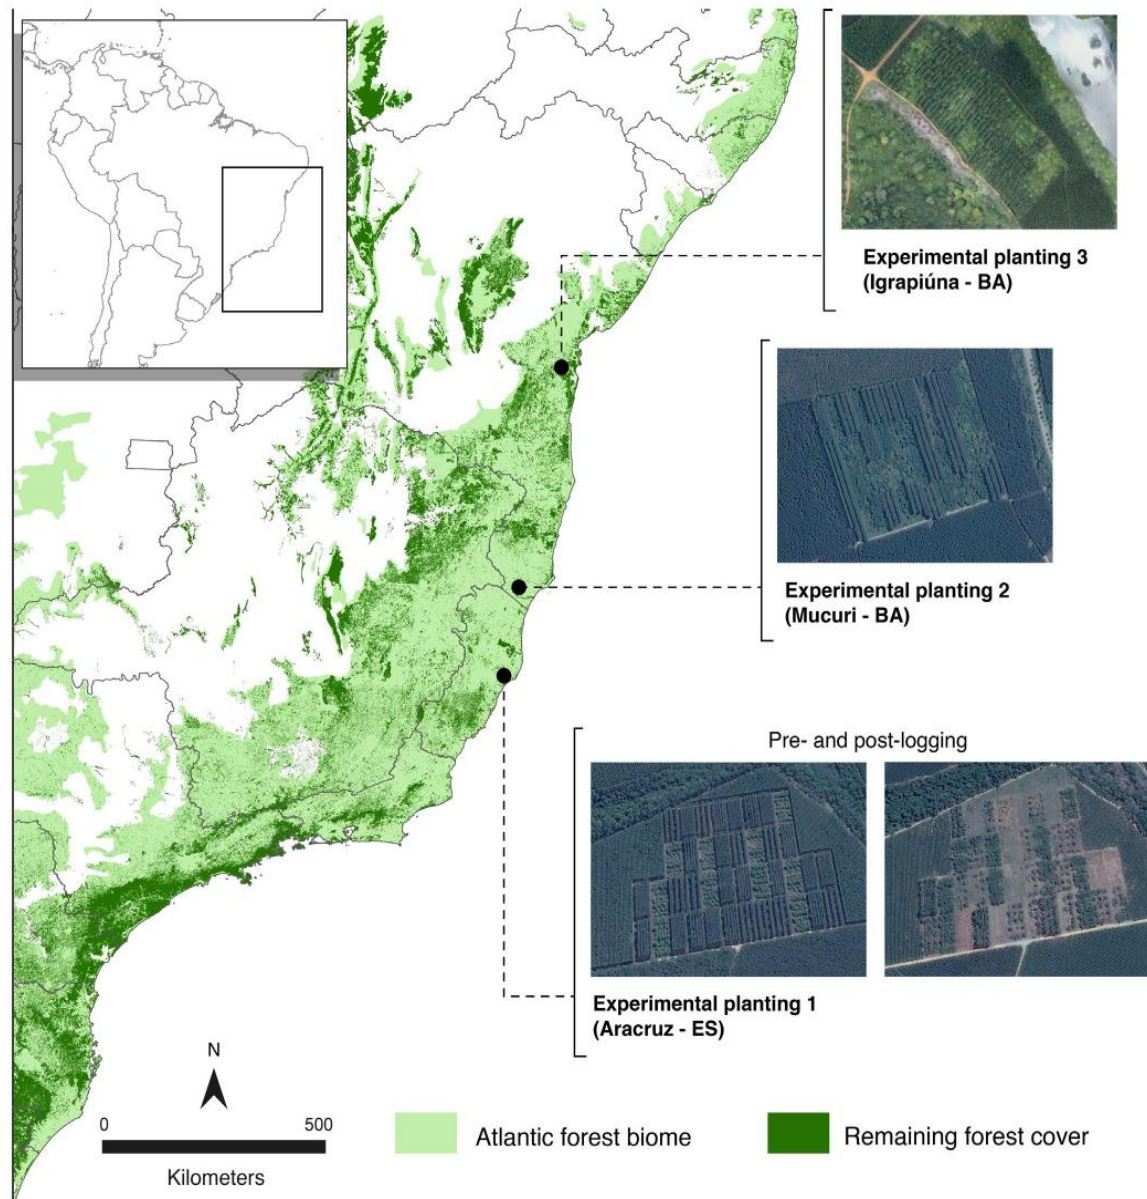 Experimental planting 3
(Igrapiúna - BA)
Experimental planting 2
(Mucuri - BA)
Pre- and post-logging
Experimental planting 1
(Aracruz - ES)
N
0 500
Kilometers
Atlantic forest biome
Remaining forest cover